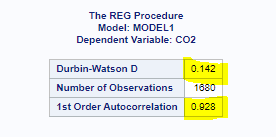 The REG Procedure
Model: MODEL1
Dependent Variable: CO2
Durbin-Watson D 0.142
Number of Observations 1680
1st Order Autocorrelation 0.928